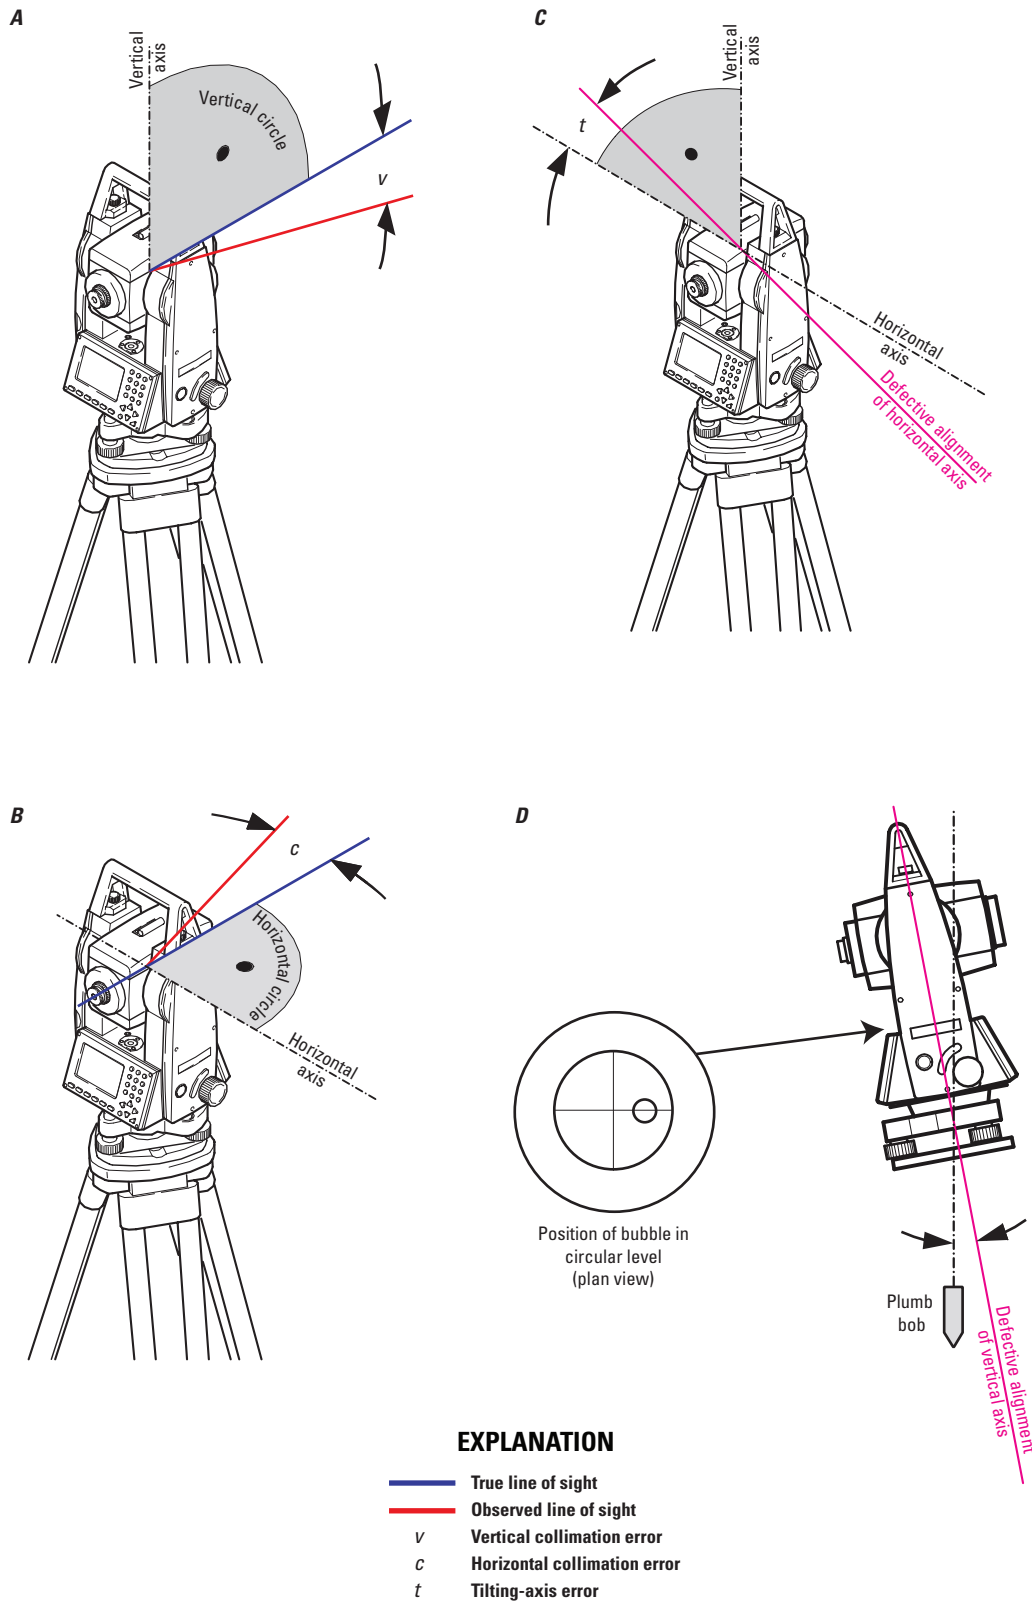 A
Vertical
axis
Vertical circle
v
C
Vertical
axis
t
Horizontal
axis
Defective alignment
of horizontal axis
B
c
Horizontal circle
Horizontal
axis
D
Position of bubble in
circular level
(plan view)
Plumb
bob
Defective alignment
of vertical axis
EXPLANATION
True line of sight
Observed line of sight
v Vertical collimation error
c Horizontal collimation error
t Tilting-axis error